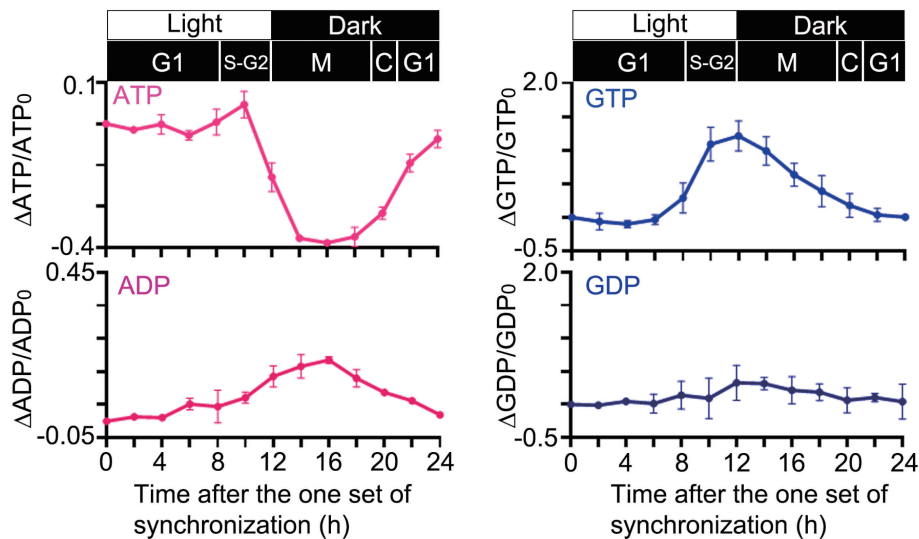 Light Dark
G1 S-G2 M C G1
0.1
ATP
ΔATP/ATP0
-0.4
0.45
ADP
ΔADP/ADP0
-0.05
0 4 8 12 16 20 24
Time after the one set of
synchronization (h)
Light Dark
G1 S-G2 M C G1
2.0
GTP
ΔGTP/GTP0
-0.5
2.0
GDP
ΔGDP/GDP0
-0.5
0 4 8 12 16 20 24
Time after the one set of
synchronization (h)